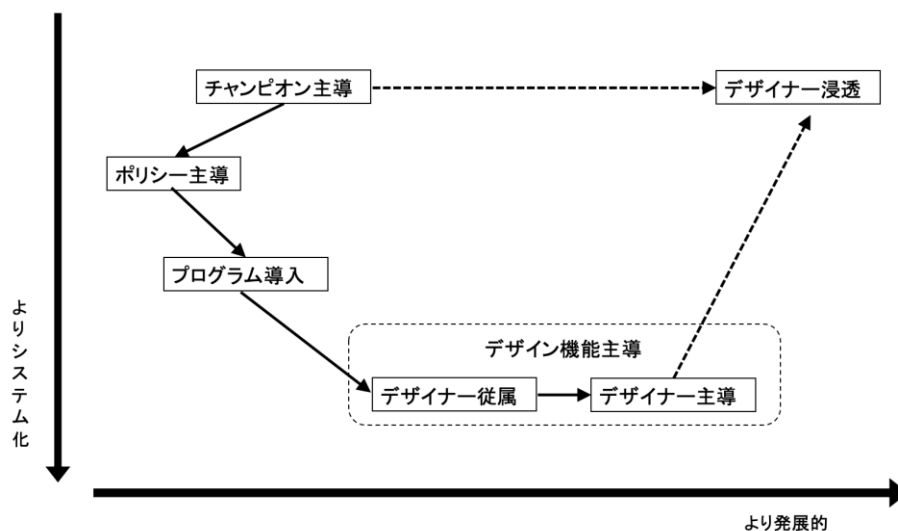 チャンピオン主導
デザイナー浸透
ポリシー主導
プログラム導入
デザイン機能主導
デザイナー従属
デザイナー主導
よりシステム化
より発展的